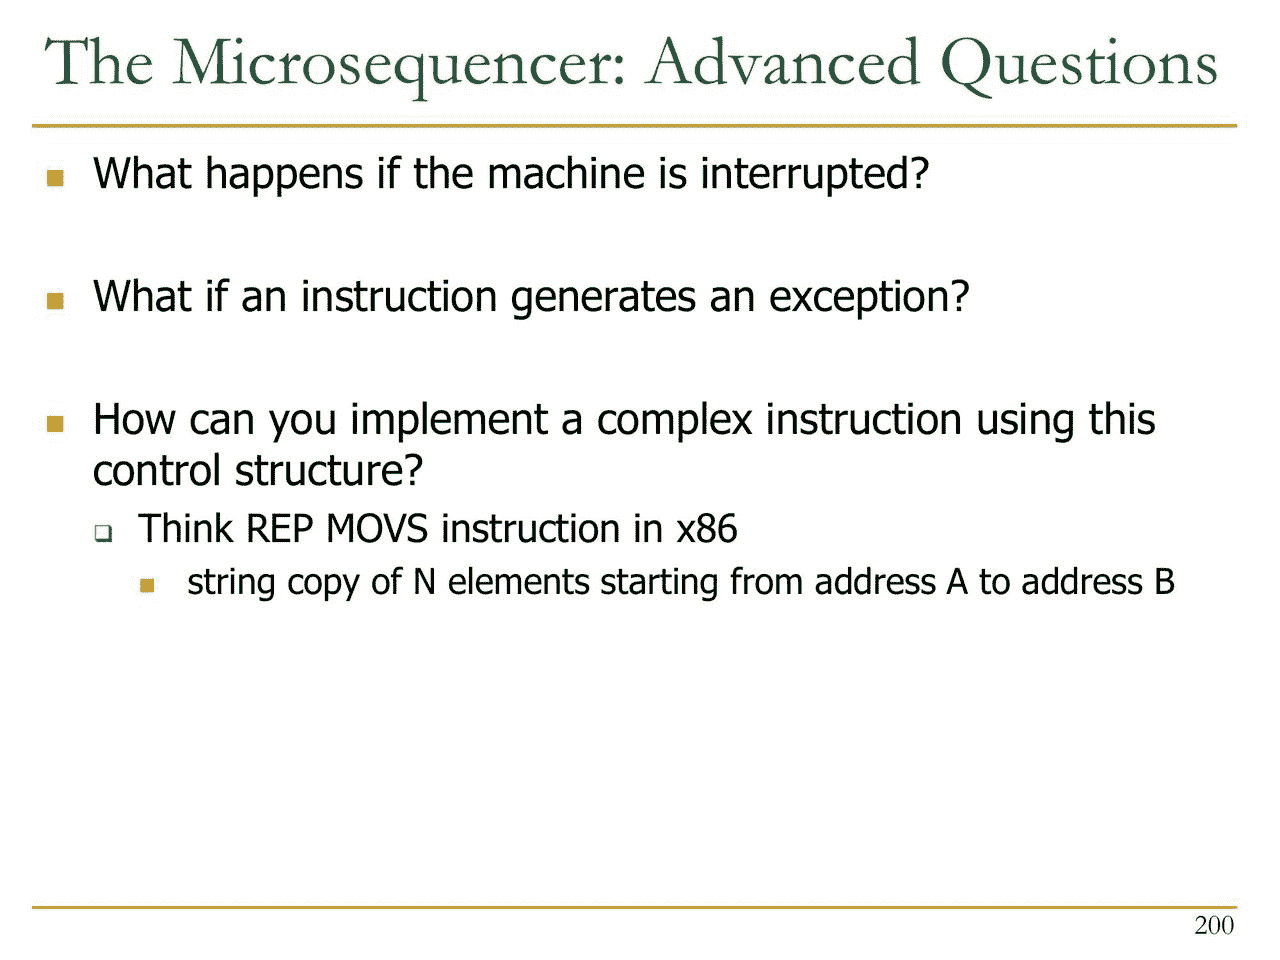 The Microsequencer: Advanced Questions
What happens if the machine is interrupted?
What if an instruction generates an exception?
How can you implement a complex instruction using this
control structure?
Think REP MOVS instruction in x86
string copy of N elements starting from address A to address B
200